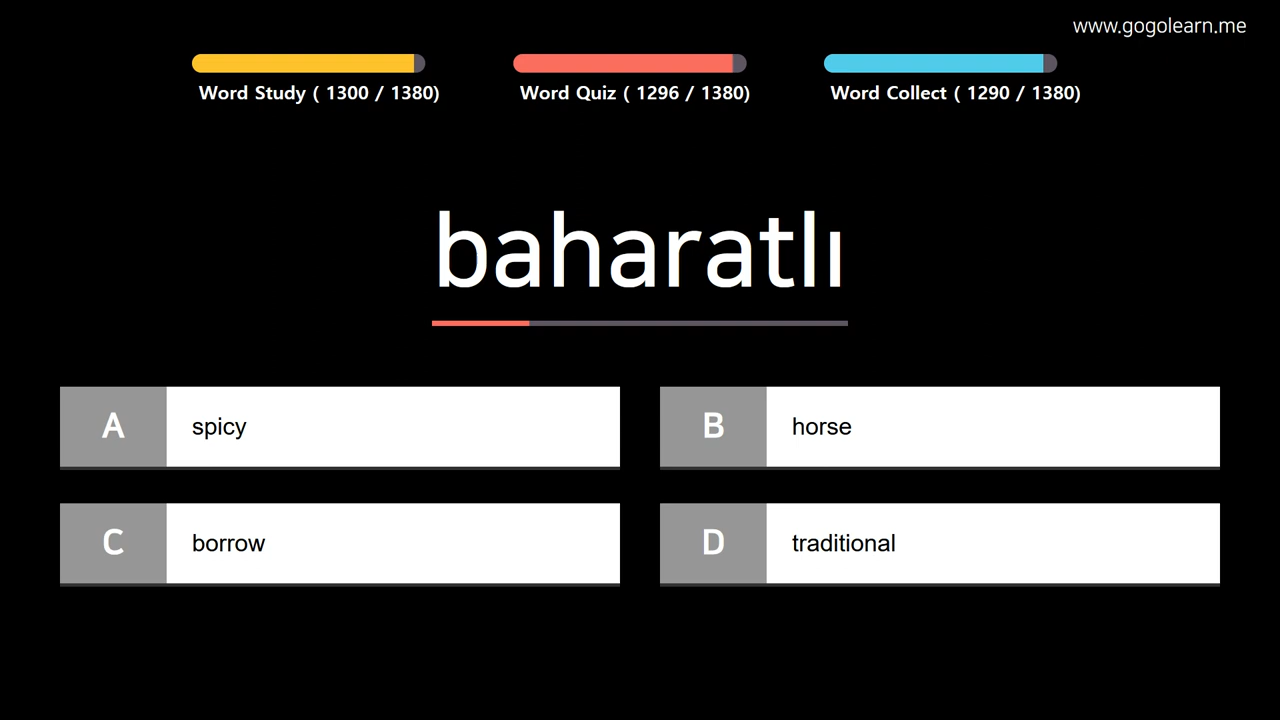 www.gogolearn.me
Word Study ( 1300 / 1380)
Word Quiz ( 1296 / 1380)
Word Collect ( 1290 / 1380)
baharatlı
A spicy
B horse
C borrow
D traditional